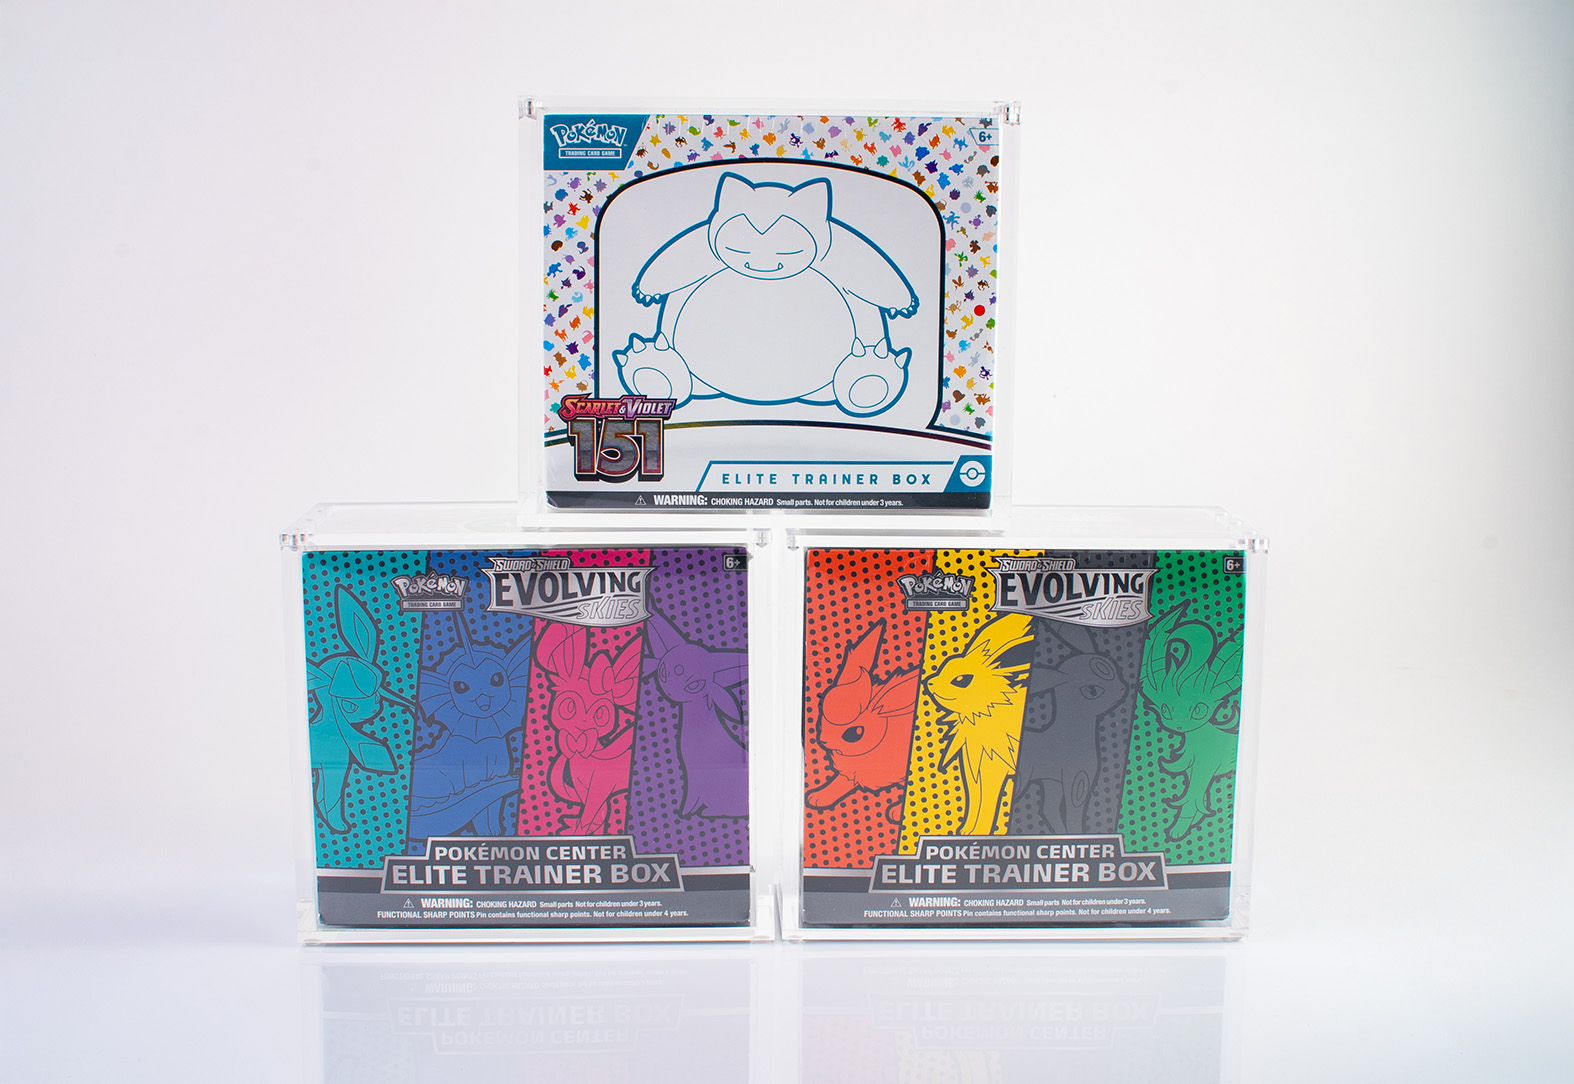 Pokémon
TRADING CARD GAME
6+
SCARLET & VIOLET
151
ELITE TRAINER BOX
WARNING: CHOKING HAZARD Small parts. Not for children under 3 years.
Pokémon
TRADING CARD GAME
SWORD & SHIELD
EVOLVING
SKIES
6+
POKÉMON CENTER
ELITE TRAINER BOX
WARNING: CHOKING HAZARD Small parts Not for children under 3 years.
FUNCTIONAL SHARP POINTS Pin contains functional sharp points. Not for children under 4 years.
Pokémon
TRADING CARD GAME
SWORD & SHIELD
EVOLVING
SKIES
6+
POKÉMON CENTER
ELITE TRAINER BOX
WARNING: CHOKING HAZARD Small parts Not for children under 3 years.
FUNCTIONAL SHARP POINTS Pin contains functional sharp points. Not for children under 4 years.